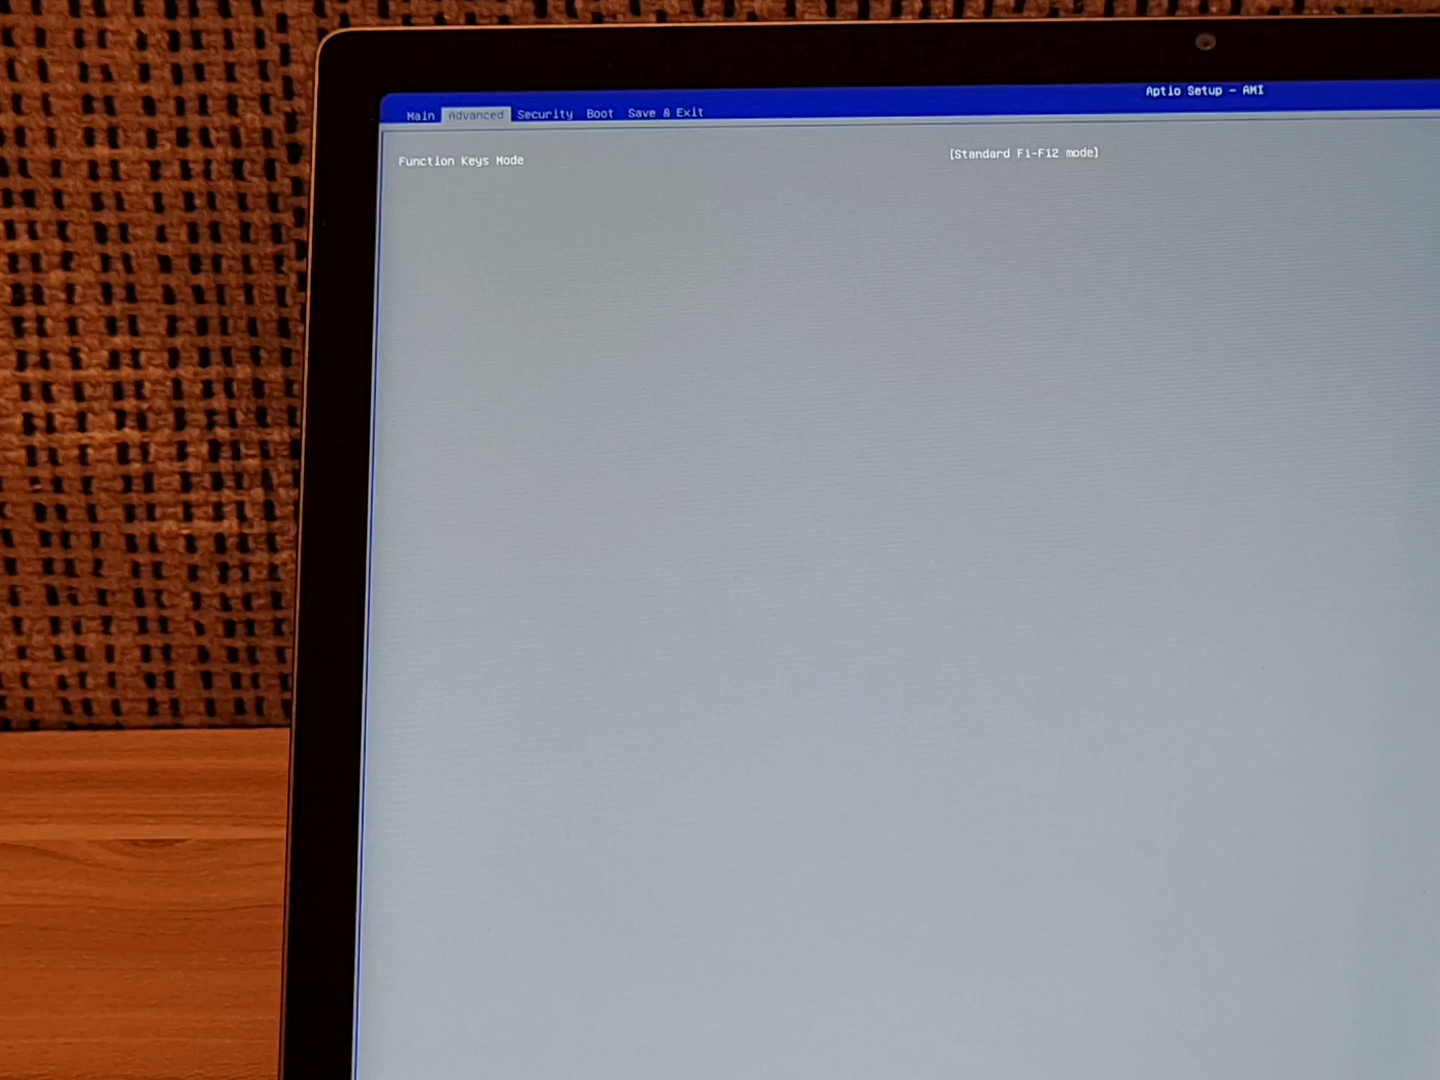 Aptio Setup - AMI
Main Advanced Security Boot Save & Exit
Function Keys Mode [Standard F1-F12 mode]